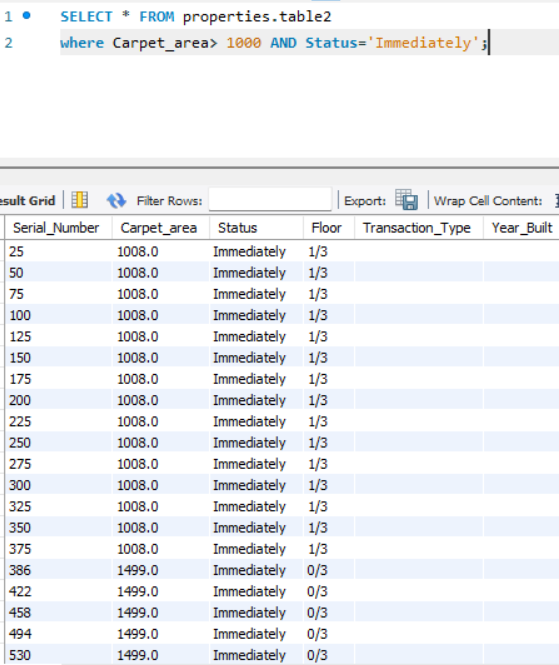 1 SELECT * FROM properties.table2
2 where Carpet_area> 1000 AND Status='Immediately';
esult Grid Filter Rows: Export: Wrap Cell Content:
Serial_Number Carpet_area Status Floor Transaction_Type Year_Built
25 1008.0 Immediately 1/3
50 1008.0 Immediately 1/3
75 1008.0 Immediately 1/3
100 1008.0 Immediately 1/3
125 1008.0 Immediately 1/3
150 1008.0 Immediately 1/3
175 1008.0 Immediately 1/3
200 1008.0 Immediately 1/3
225 1008.0 Immediately 1/3
250 1008.0 Immediately 1/3
275 1008.0 Immediately 1/3
300 1008.0 Immediately 1/3
325 1008.0 Immediately 1/3
350 1008.0 Immediately 1/3
375 1008.0 Immediately 1/3
386 1499.0 Immediately 0/3
422 1499.0 Immediately 0/3
458 1499.0 Immediately 0/3
494 1499.0 Immediately 0/3
530 1499.0 Immediately 0/3